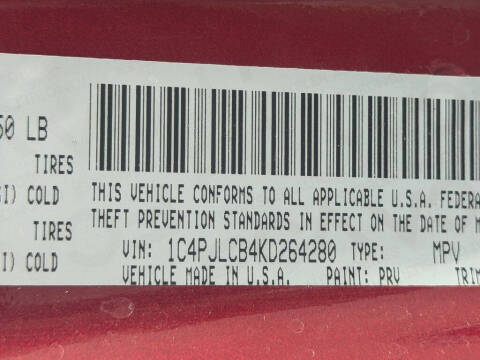 50 LB
TIRES
THIS VEHICLE CONFORMS TO ALL APPLICABLE U.S.A. FEDERA
I) COLD
THEFT PREVENTION STANDARDS IN EFFECT ON THE DATE OF M
TIRES
VIN: 1C4PJLCB4KD264280 TYPE: MPV
I) COLD
VEHICLE MADE IN U.S.A. PAINT: PRV TRIM